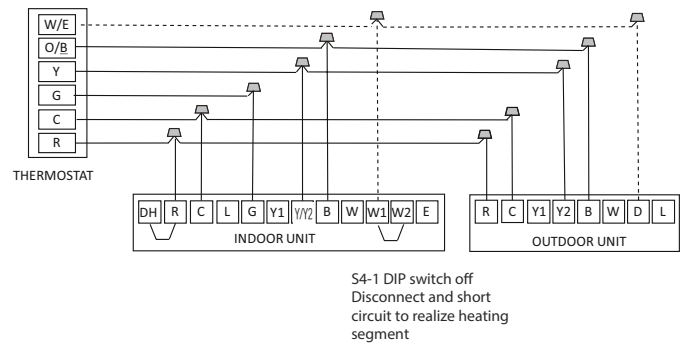 W/E
O/B
Y
G
C
R
THERMOSTAT
DH R C L G Y1 Y/Y2 B W W1 W2 E
INDOOR UNIT
R C Y1 Y2 B W D L
OUTDOOR UNIT
S4-1 DIP switch off
Disconnect and short
circuit to realize heating
segment